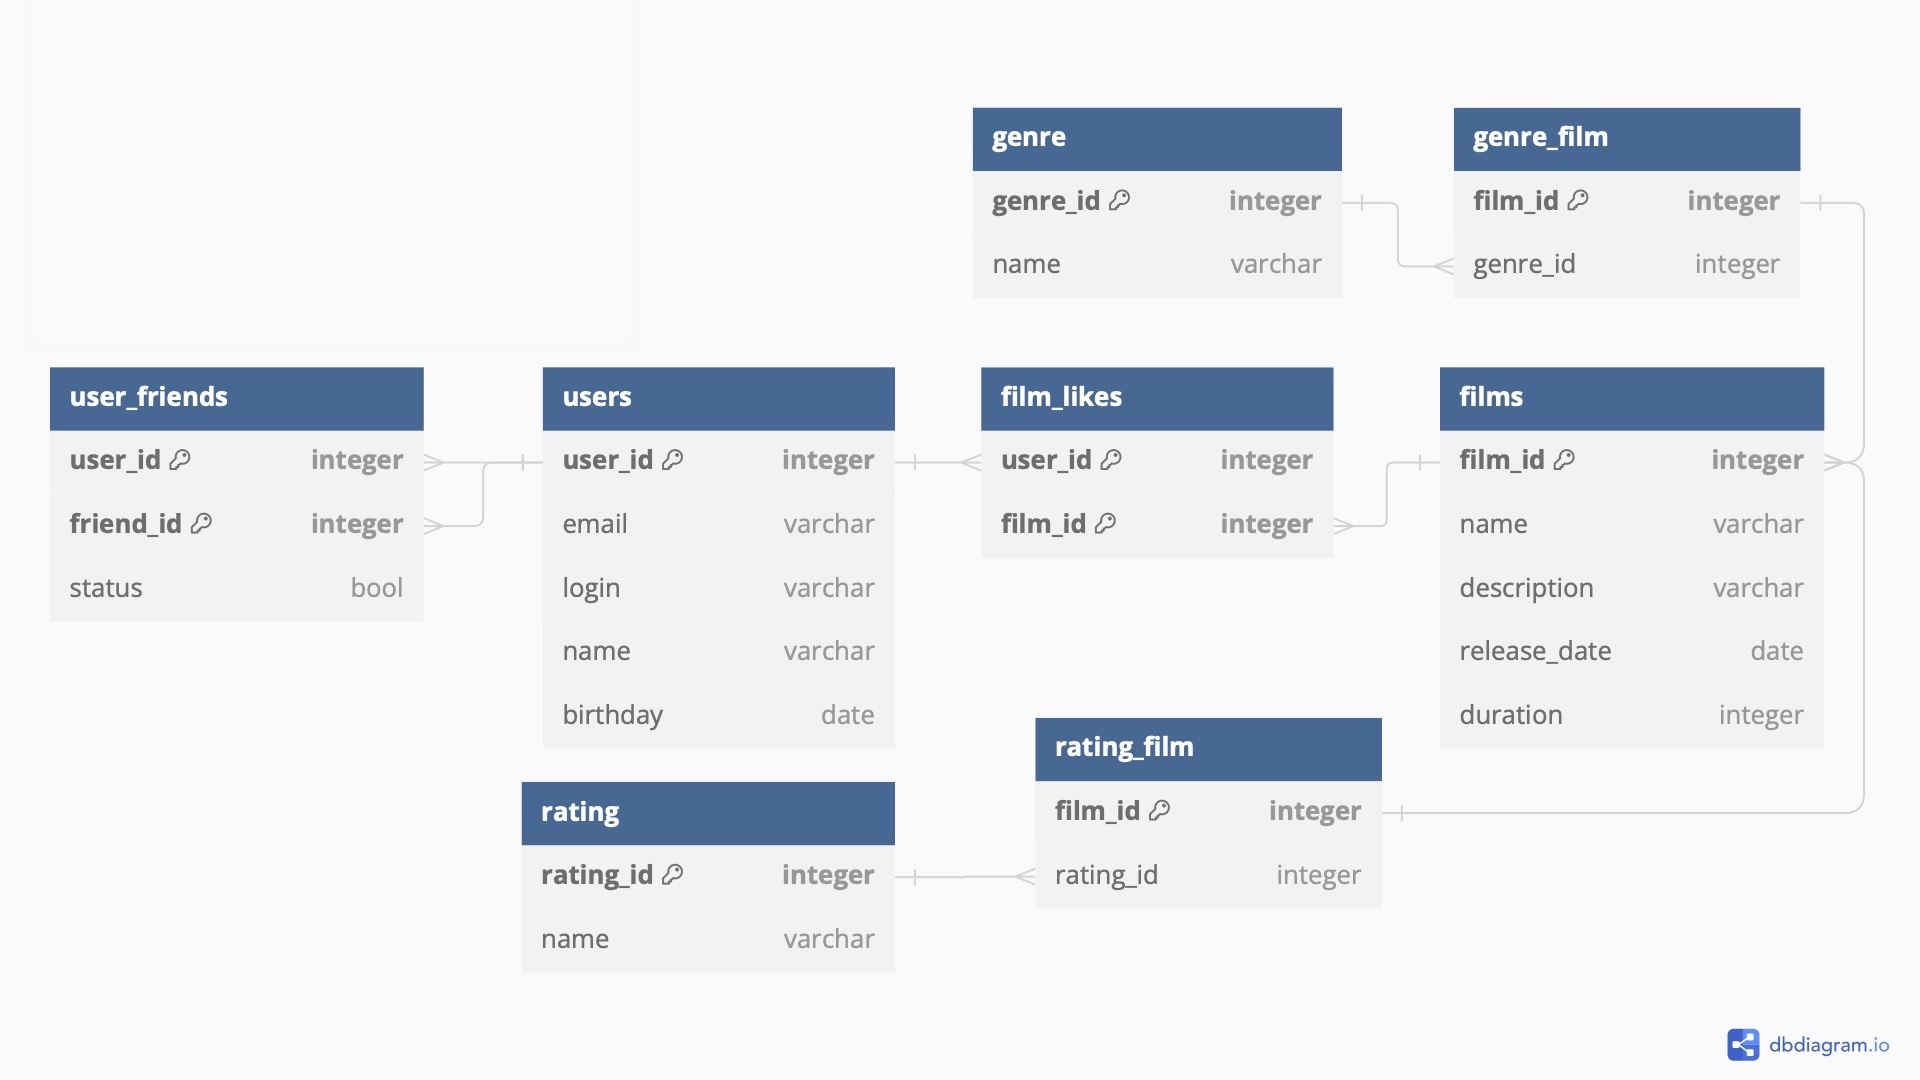 genre
genre_id integer
name varchar
genre_film
film_id integer
genre_id integer
user_friends
user_id integer
friend_id integer
status bool
users
user_id integer
email varchar
login varchar
name varchar
birthday date
film_likes
user_id integer
film_id integer
films
film_id integer
name varchar
description varchar
release_date date
duration integer
rating_film
film_id integer
rating_id integer
rating
rating_id integer
name varchar
dbdiagram.io